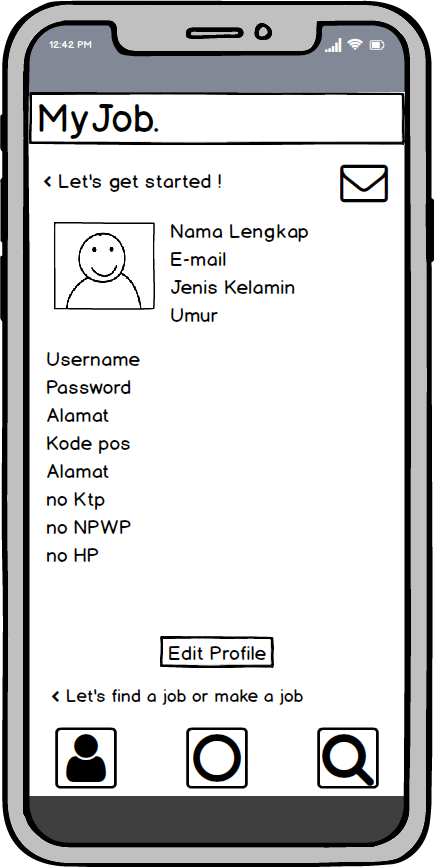 12:42 PM
MyJob.
< Let's get started !
Nama Lengkap
E-mail
Jenis Kelamin
Umur
Username
Password
Alamat
Kode pos
Alamat
no Ktp
no NPWP
no HP
Edit Profile
< Let's find a job or make a job